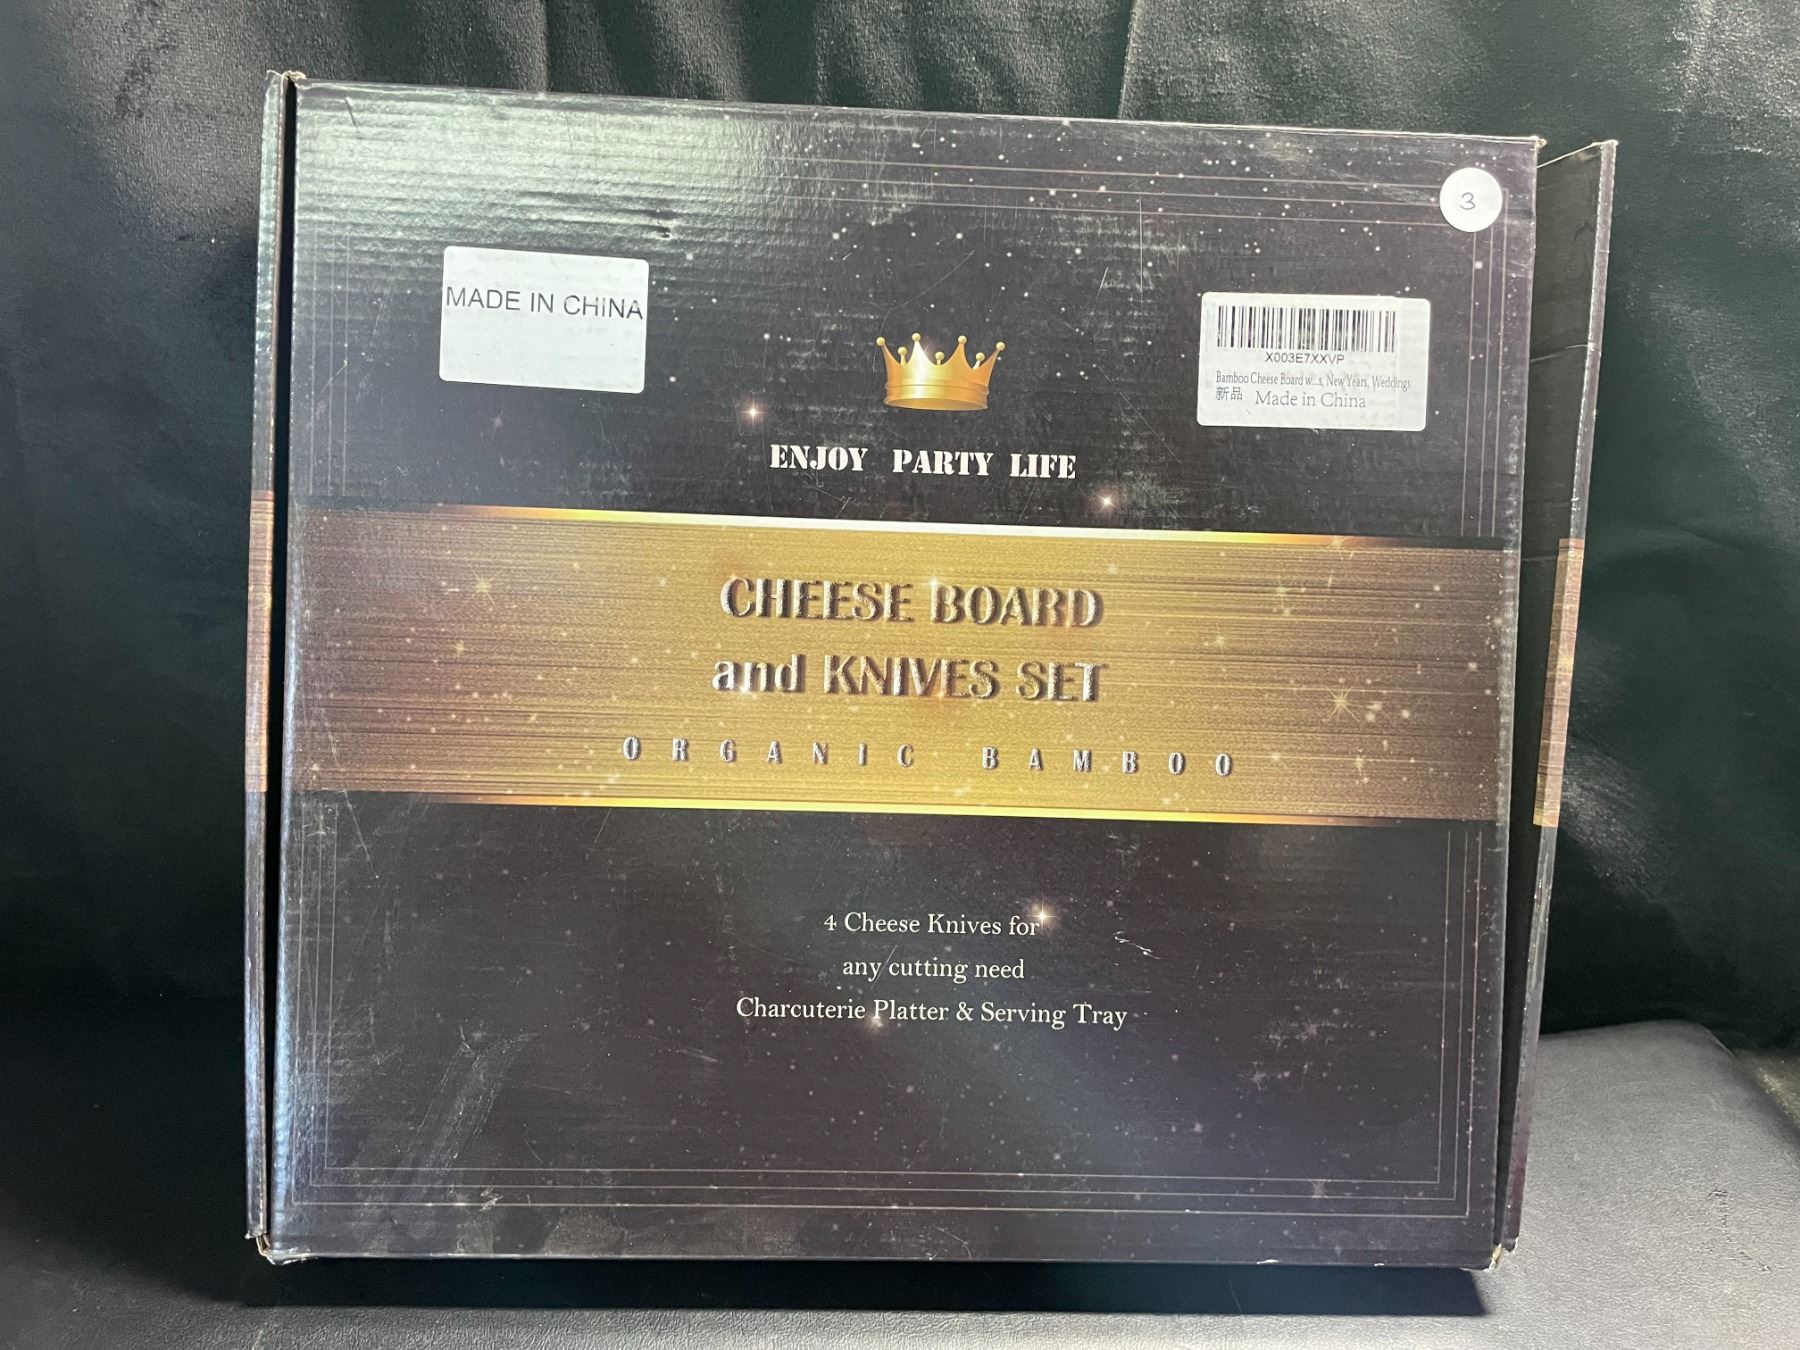 3
MADE IN CHINA
X003E7XXVP
Bamboo Cheese Board w...s, New Years, Weddings
新品 Made in China
ENJOY PARTY LIFE
CHEESE BOARD
and KNIVES SET
ORGANIC BAMBOO
4 Cheese Knives for
any cutting need
Charcuterie Platter & Serving Tray